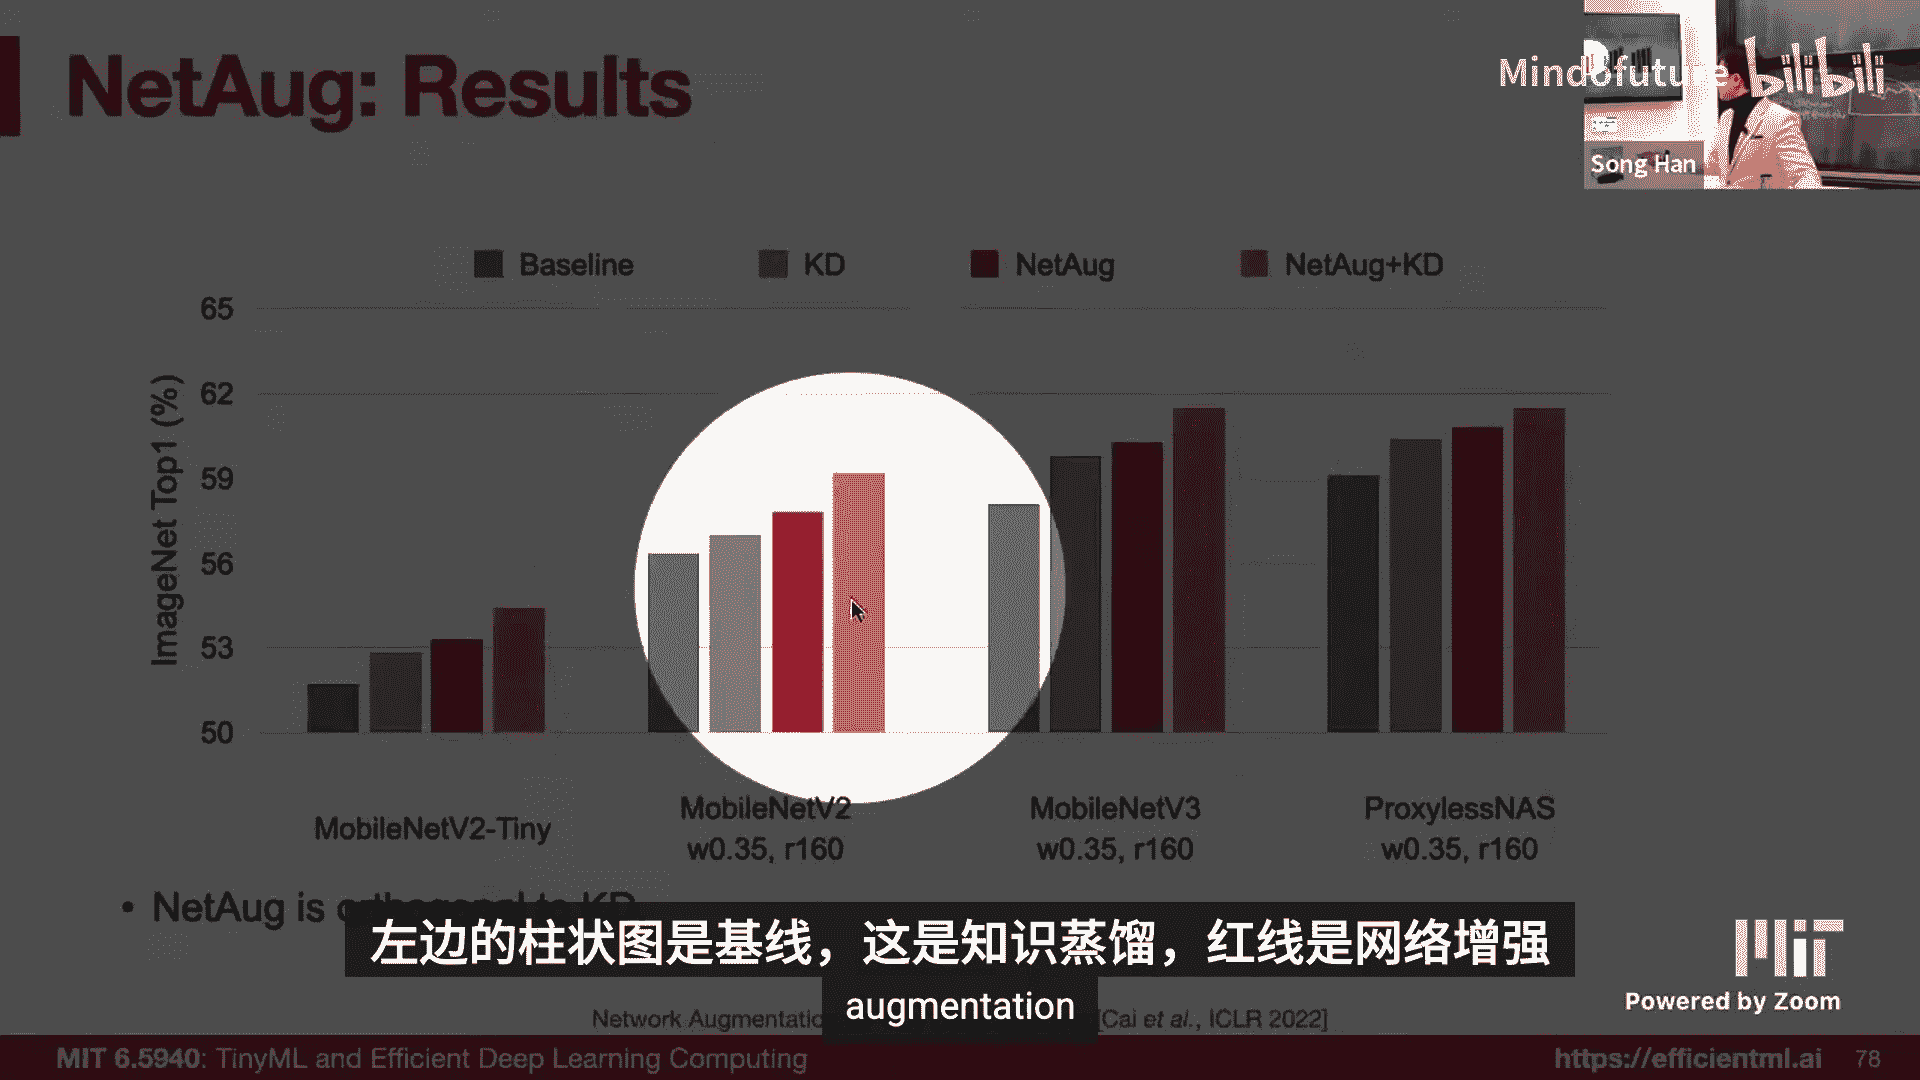 NetAug: Results
Mindofuture bilibili
Song Han
Baseline KD NetAug NetAug+KD
ImageNet Top1 (%)
65
62
59
56
53
50
MobileNetV2-Tiny
MobileNetV2
w0.35, r160
MobileNetV3
w0.35, r160
ProxylessNAS
w0.35, r160
• NetAug is orthogonal to KD
左边的柱状图是基线，这是知识蒸馏，红线是网络增强
augmentation
Network [Cai et al., ICLR 2022]
MIT
Powered by Zoom
MIT 6.5940: TinyML and Efficient Deep Learning Computing
https://efficientml.ai 78